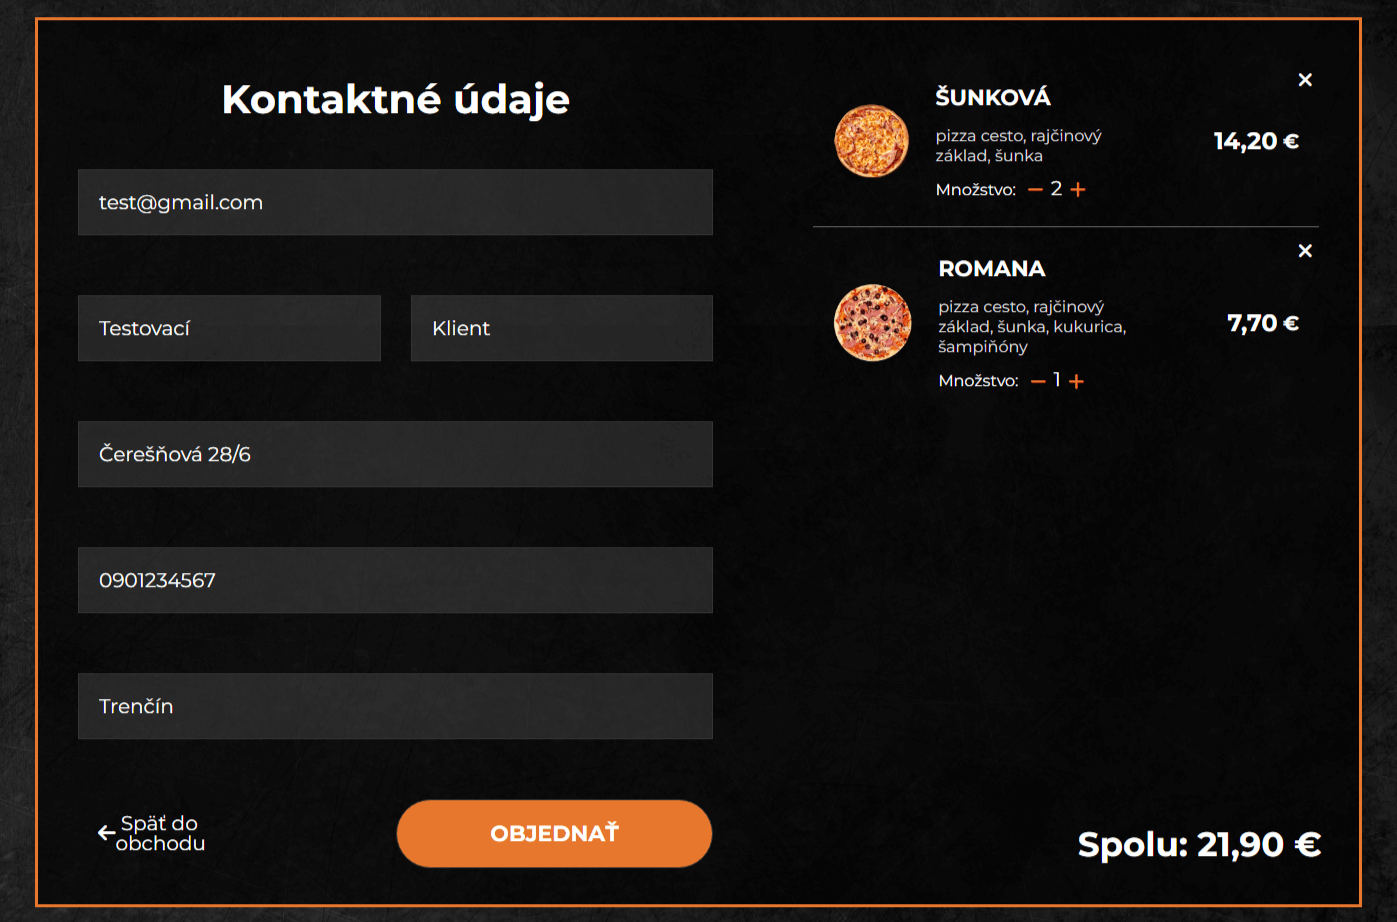 Kontaktné údaje
test@gmail.com
Testovací
Klient
Čerešňová 28/6
0901234567
Trenčín
Späť do
obchodu
OBJEDNAŤ
ŠUNKOVÁ
pizza cesto, rajčinový
základ, šunka
Množstvo: − 2 +
14,20 €
ROMANA
pizza cesto, rajčinový
základ, šunka, kukurica,
šampiňóny
Množstvo: − 1 +
7,70 €
Spolu: 21,90 €